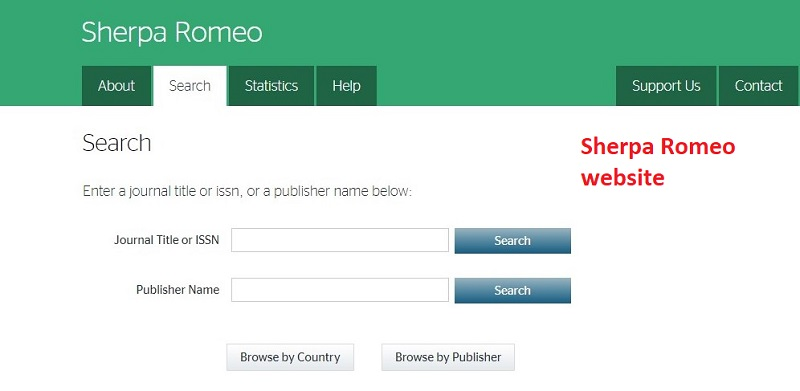 Sherpa Romeo
About Search Statistics Help Support Us Contact
Search
Sherpa Romeo
website
Enter a journal title or issn, or a publisher name below:
Journal Title or ISSN Search
Publisher Name Search
Browse by Country Browse by Publisher